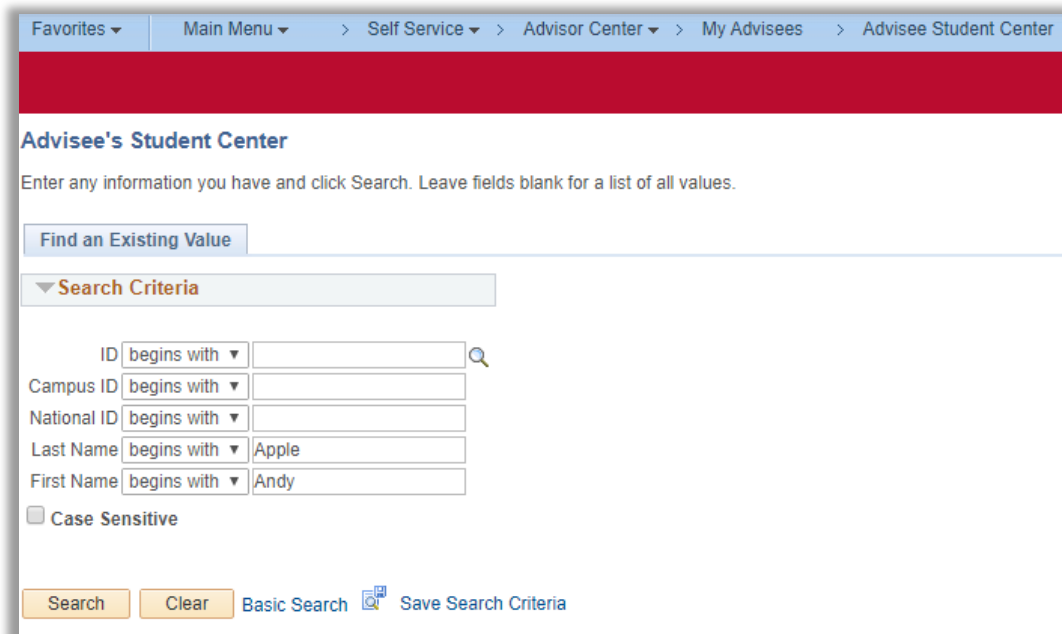 Favorites Main Menu > Self Service > Advisor Center > My Advisees > Advisee Student Center
Advisee's Student Center
Enter any information you have and click Search. Leave fields blank for a list of all values.
Find an Existing Value
Search Criteria
ID begins with
Campus ID begins with
National ID begins with
Last Name begins with Apple
First Name begins with Andy
Case Sensitive
Search Clear Basic Search Save Search Criteria